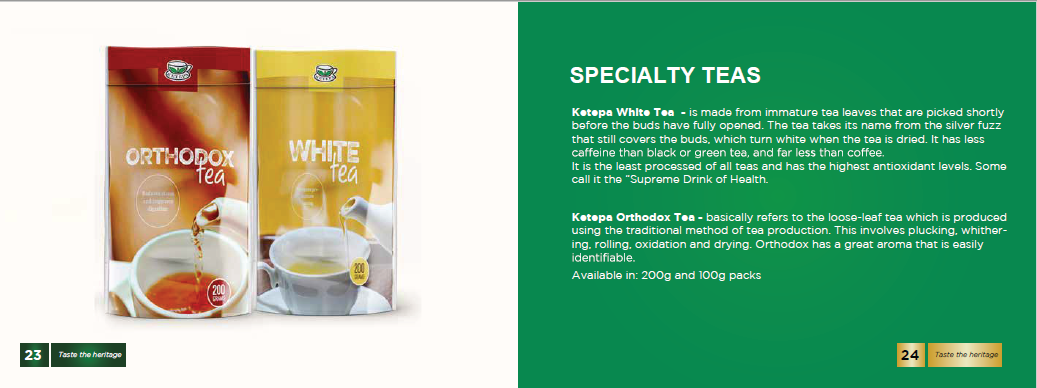 ORTHODOX
tea
200
GRAMS
WHITE
tea
200
GRAMS
23
Taste the heritage
SPECIALTY TEAS
Ketepa White Tea - is made from immature tea leaves that are picked shortly
before the buds have fully opened. The tea takes its name from the silver fuzz
that still covers the buds, which turn white when the tea is dried. It has less
caffeine than black or green tea, and far less than coffee.
It is the least processed of all teas and has the highest antioxidant levels. Some
call it the “Supreme Drink of Health.
Ketepa Orthodox Tea - basically refers to the loose-leaf tea which is produced
using the traditional method of tea production. This involves plucking, whither-
ing, rolling, oxidation and drying. Orthodox has a great aroma that is easily
identifiable.
Available in: 200g and 100g packs
24
Taste the heritage